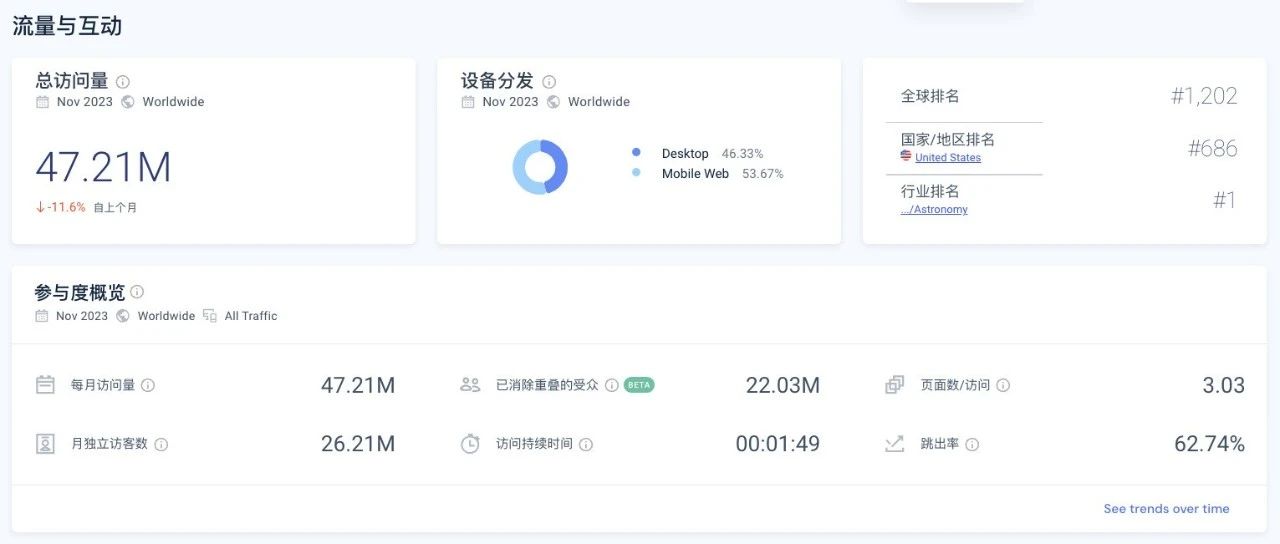 流量与互动
总访问量
Nov 2023 Worldwide
47.21M
↓-11.6% 自上个月
设备分发
Nov 2023 Worldwide
Desktop 46.33%
Mobile Web 53.67%
全球排名 #1,202
国家/地区排名 #686
United States
行业排名 #1
.../Astronomy
参与度概览
Nov 2023 Worldwide All Traffic
每月访问量 47.21M 已消除重叠的受众 BETA 22.03M 页面数/访问 3.03
月独立访客数 26.21M 访问持续时间 00:01:49 跳出率 62.74%
See trends over time